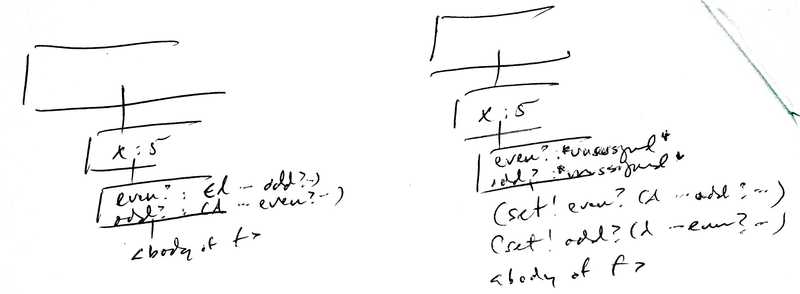 x : 5
even? : (λ ... odd? ...)
odd? : (λ ... even? ...)
<body of f>
x : 5
even? : *unassigned*
odd? : *unassigned*
(set! even? (λ ... odd? ...)
(set! odd? (λ ... even? ...)
<body of f>